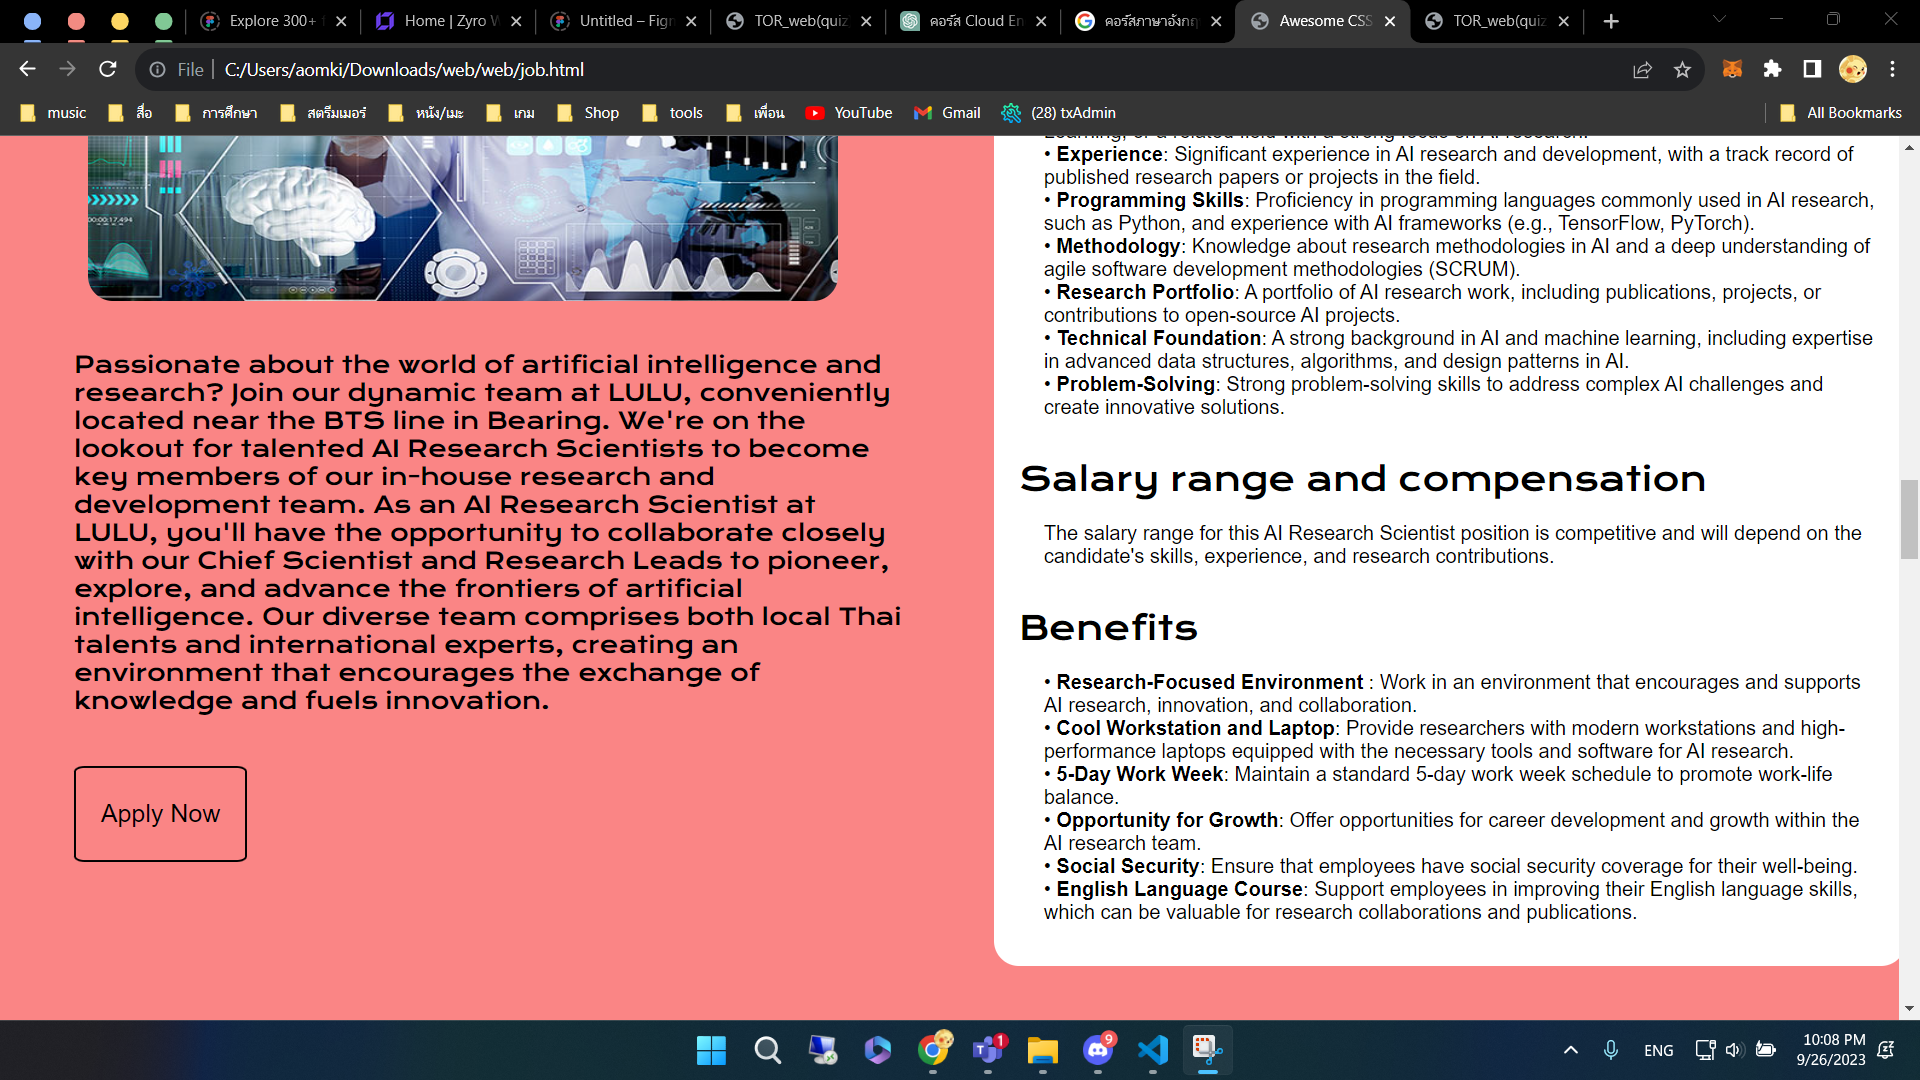 Explore 300+
Home | Zyro W
Untitled – Figm
TOR_web(quiz
คอร์ส Cloud En
คอร์สภาษาอังกฤ
Awesome CSS
TOR_web(quiz
File
C:/Users/aomki/Downloads/web/web/job.html
music
สื่อ
การศึกษา
สตรีมเมอร์
หนัง/เมะ
เกม
Shop
tools
เพื่อน
YouTube
Gmail
(28) txAdmin
All Bookmarks
00:00:17.494
Passionate about the world of artificial intelligence and
research? Join our dynamic team at LULU, conveniently
located near the BTS line in Bearing. We're on the
lookout for talented AI Research Scientists to become
key members of our in-house research and
development team. As an AI Research Scientist at
LULU, you'll have the opportunity to collaborate closely
with our Chief Scientist and Research Leads to pioneer,
explore, and advance the frontiers of artificial
intelligence. Our diverse team comprises both local Thai
talents and international experts, creating an
environment that encourages the exchange of
knowledge and fuels innovation.
Apply Now
Learning, or a related field with a strong focus on AI research.
• Experience: Significant experience in AI research and development, with a track record of
published research papers or projects in the field.
• Programming Skills: Proficiency in programming languages commonly used in AI research,
such as Python, and experience with AI frameworks (e.g., TensorFlow, PyTorch).
• Methodology: Knowledge about research methodologies in AI and a deep understanding of
agile software development methodologies (SCRUM).
• Research Portfolio: A portfolio of AI research work, including publications, projects, or
contributions to open-source AI projects.
• Technical Foundation: A strong background in AI and machine learning, including expertise
in advanced data structures, algorithms, and design patterns in AI.
• Problem-Solving: Strong problem-solving skills to address complex AI challenges and
create innovative solutions.
Salary range and compensation
The salary range for this AI Research Scientist position is competitive and will depend on the
candidate's skills, experience, and research contributions.
Benefits
• Research-Focused Environment : Work in an environment that encourages and supports
AI research, innovation, and collaboration.
• Cool Workstation and Laptop: Provide researchers with modern workstations and high-
performance laptops equipped with the necessary tools and software for AI research.
• 5-Day Work Week: Maintain a standard 5-day work week schedule to promote work-life
balance.
• Opportunity for Growth: Offer opportunities for career development and growth within the
AI research team.
• Social Security: Ensure that employees have social security coverage for their well-being.
• English Language Course: Support employees in improving their English language skills,
which can be valuable for research collaborations and publications.
1
9
ENG
10:08 PM
9/26/2023